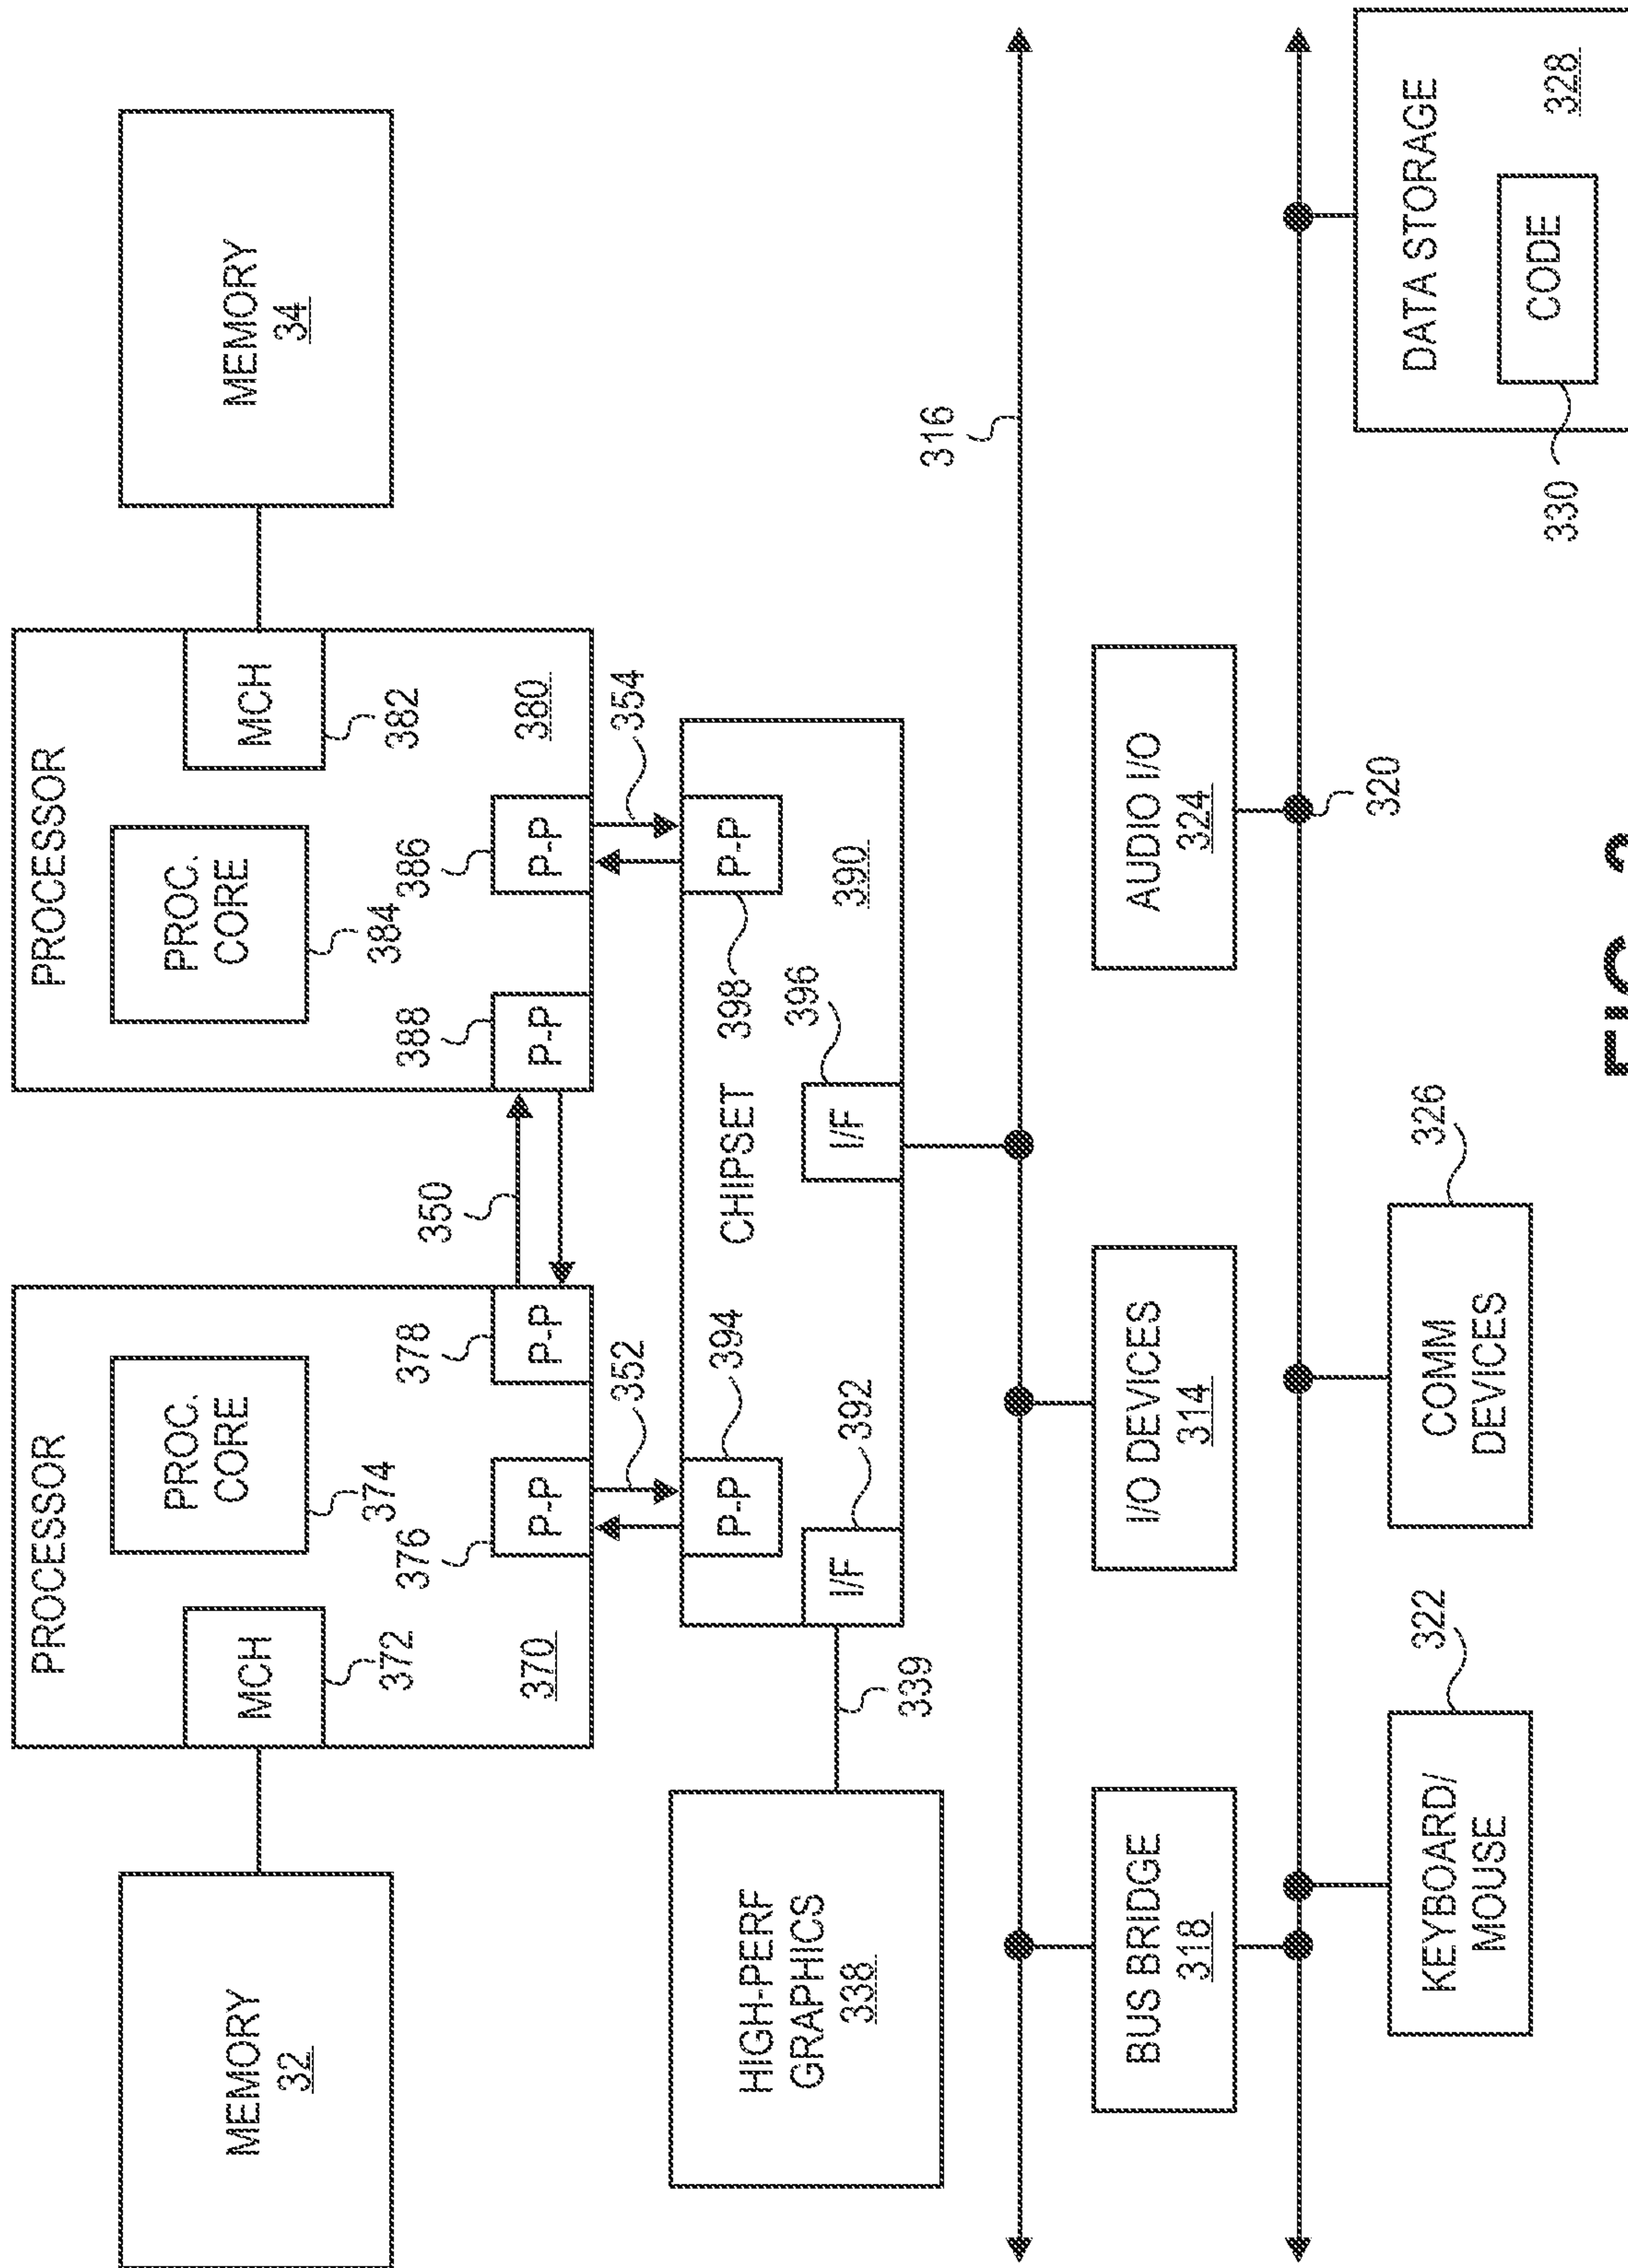 MEMORY
32
PROCESSOR
MCH
372
PROC.
CORE
374
376
P-P
378
P-P
370
350
PROCESSOR
388
P-P
PROC.
CORE
384
386
P-P
MCH
382
380
MEMORY
34
352
354
HIGH-PERF
GRAPHICS
338
339
I/F
392
P-P
394
CHIPSET
I/F
396
398
P-P
390
316
BUS BRIDGE
318
I/O DEVICES
314
AUDIO I/O
324
320
KEYBOARD/
MOUSE
322
COMM
DEVICES
326
DATA STORAGE
CODE
328
330